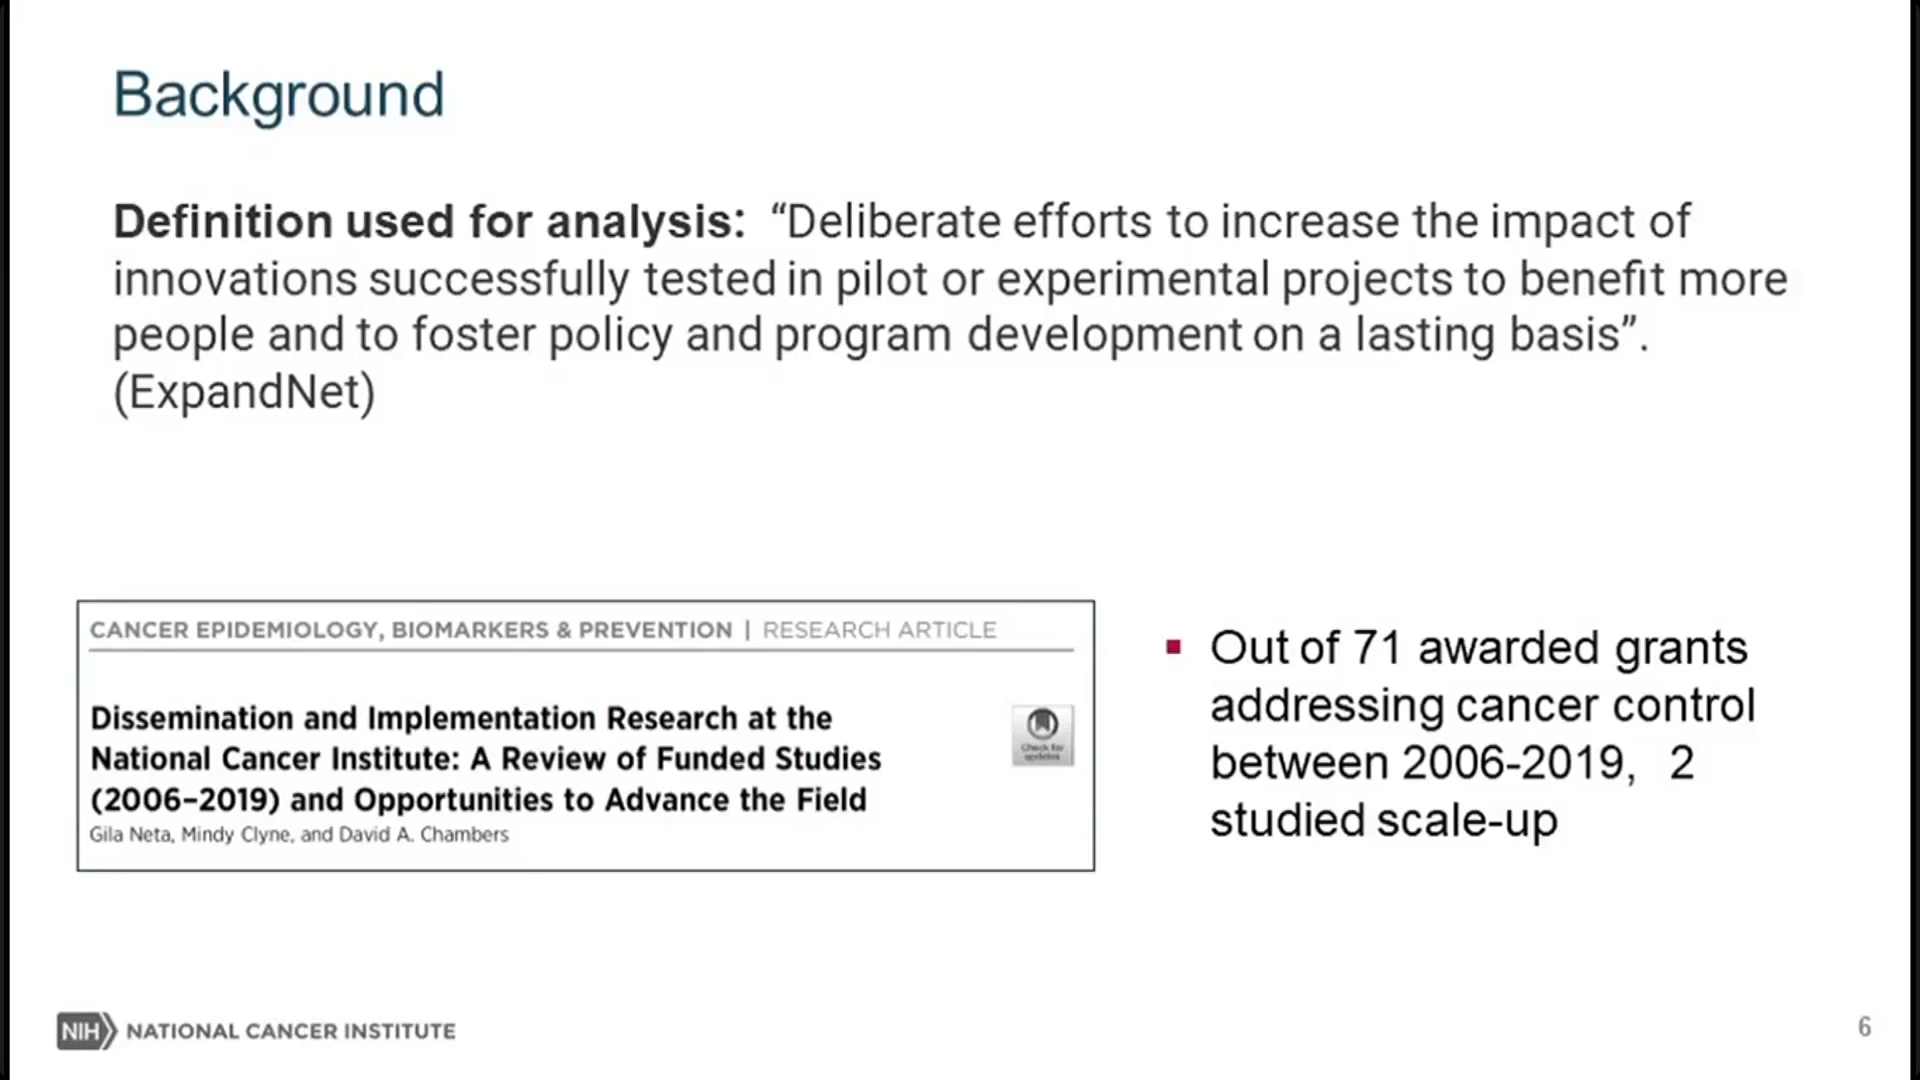 Background
Definition used for analysis: “Deliberate efforts to increase the impact of
innovations successfully tested in pilot or experimental projects to benefit more
people and to foster policy and program development on a lasting basis”.
(ExpandNet)
CANCER EPIDEMIOLOGY, BIOMARKERS & PREVENTION | RESEARCH ARTICLE
Dissemination and Implementation Research at the
National Cancer Institute: A Review of Funded Studies
(2006–2019) and Opportunities to Advance the Field
Gila Neta, Mindy Clyne, and David A. Chambers
Check for
updates
▪ Out of 71 awarded grants
addressing cancer control
between 2006-2019, 2
studied scale-up
NIH NATIONAL CANCER INSTITUTE
6